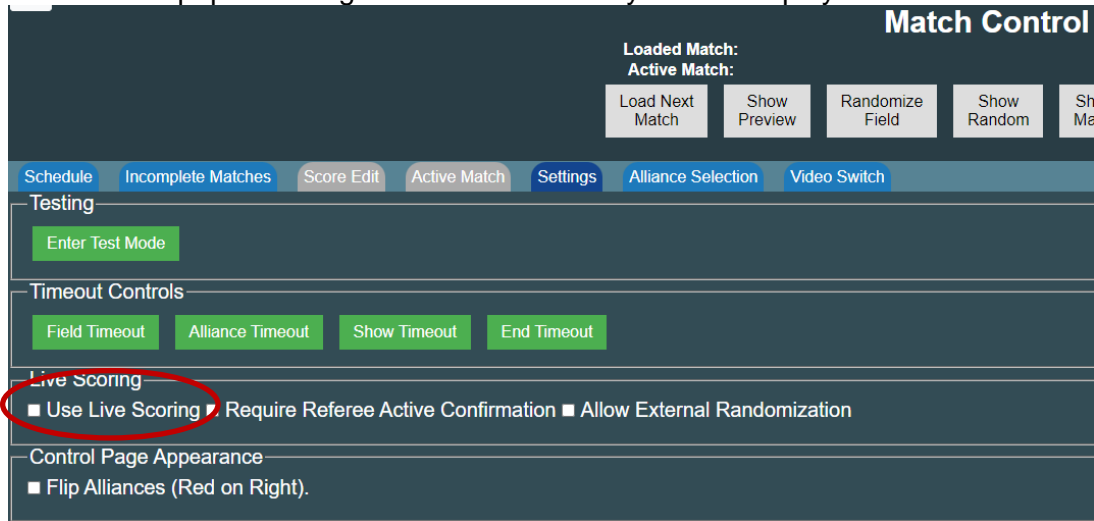 Match Control
Loaded Match:
Active Match:
Load Next Match
Show Preview
Randomize Field
Show Random
Schedule Incomplete Matches Score Edit Active Match Settings Alliance Selection Video Switch
Testing
Enter Test Mode
Timeout Controls
Field Timeout Alliance Timeout Show Timeout End Timeout
Live Scoring
Use Live Scoring Require Referee Active Confirmation Allow External Randomization
Control Page Appearance
Flip Alliances (Red on Right).